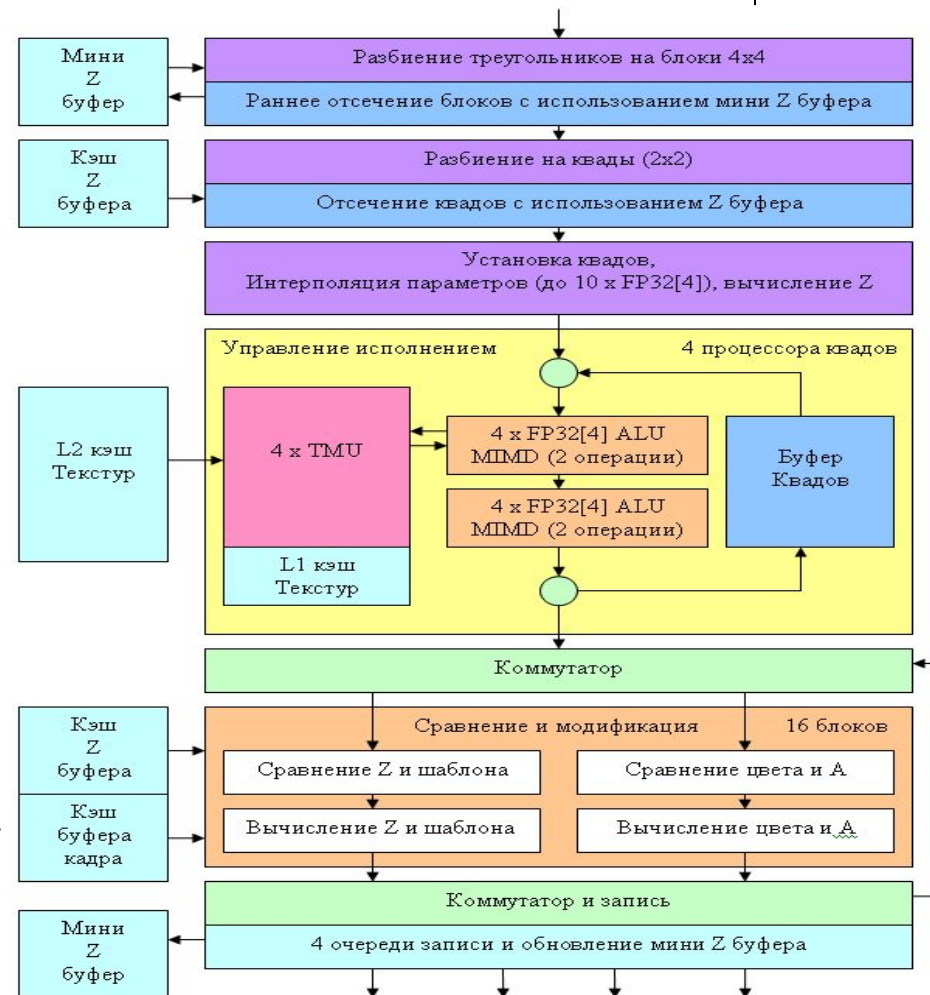 Мини
Z
буфер
Разбиение треугольников на блоки 4x4
Раннее отсечение блоков с использованием мини Z буфера
Кэш
Z
буфера
Разбиение на квады (2x2)
Отсечение квадов с использованием Z буфера
Установка квадов,
Интерполяция параметров (до 10 x FP32[4]), вычисление Z
Управление исполнением
4 процессора квадов
L2 кэш
Текстур
4 x TMU
L1 кэш
Текстур
4 x FP32[4] ALU
MIMD (2 операции)
4 x FP32[4] ALU
MIMD (2 операции)
Буфер
Квадов
Коммутатор
Кэш
Z
буфера
Кэш
буфера
кадра
Сравнение и модификация
16 блоков
Сравнение Z и шаблона
Сравнение цвета и A
Вычисление Z и шаблона
Вычисление цвета и A
Мини
Z
буфер
Коммутатор и запись
4 очереди записи и обновление мини Z буфера